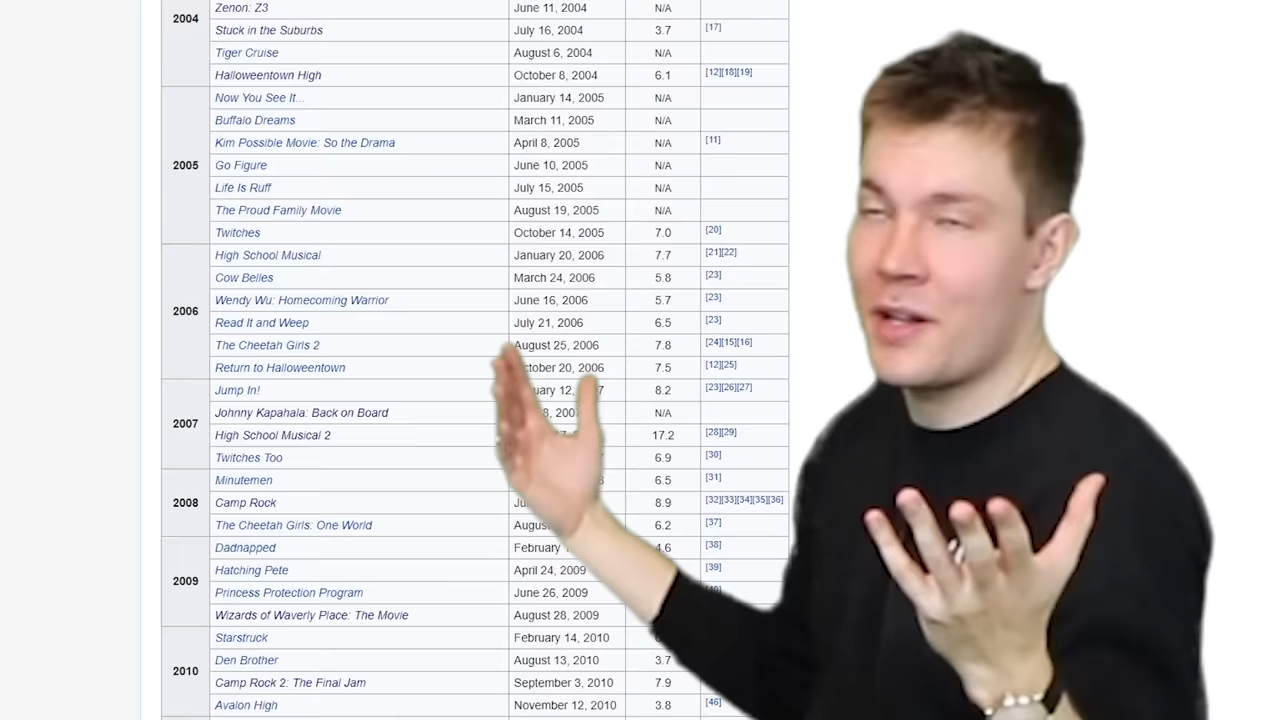 2004
Zenon: Z3 June 11, 2004 N/A
Stuck in the Suburbs July 16, 2004 3.7 [17]
Tiger Cruise August 6, 2004 N/A
Halloweentown High October 8, 2004 6.1 [12][18][19]
2005
Now You See It... January 14, 2005 N/A
Buffalo Dreams March 11, 2005 N/A
Kim Possible Movie: So the Drama April 8, 2005 N/A [11]
Go Figure June 10, 2005 N/A
Life Is Ruff July 15, 2005 N/A
The Proud Family Movie August 19, 2005 N/A
Twitches October 14, 2005 7.0 [20]
2006
High School Musical January 20, 2006 7.7 [21][22]
Cow Belles March 24, 2006 5.8 [23]
Wendy Wu: Homecoming Warrior June 16, 2006 5.7 [23]
Read It and Weep July 21, 2006 6.5 [23]
The Cheetah Girls 2 August 25, 2006 7.8 [24][15][16]
Return to Halloweentown 20, 2006 7.5 [12][25]
2007
Jump In! 12, 8.2 [23][26][27]
Johnny Kapahala: Back on Board N/A
High School Musical 2 17.2 [28][29]
Twitches Too 6.9 [30]
2008
Minutemen 6.5 [31]
Camp Rock 8.9 [32][33][34][35][36]
The Cheetah Girls: One World 6.2 [37]
2009
Dadnapped February 4.6 [38]
Hatching Pete April 24, 2009 [39]
Princess Protection Program June 26, 2009
Wizards of Waverly Place: The Movie August 28, 2009
2010
Starstruck February 14, 2010
Den Brother August 13, 2010 3.7
Camp Rock 2: The Final Jam September 3, 2010 7.9
Avalon High November 12, 2010 3.8 [46]